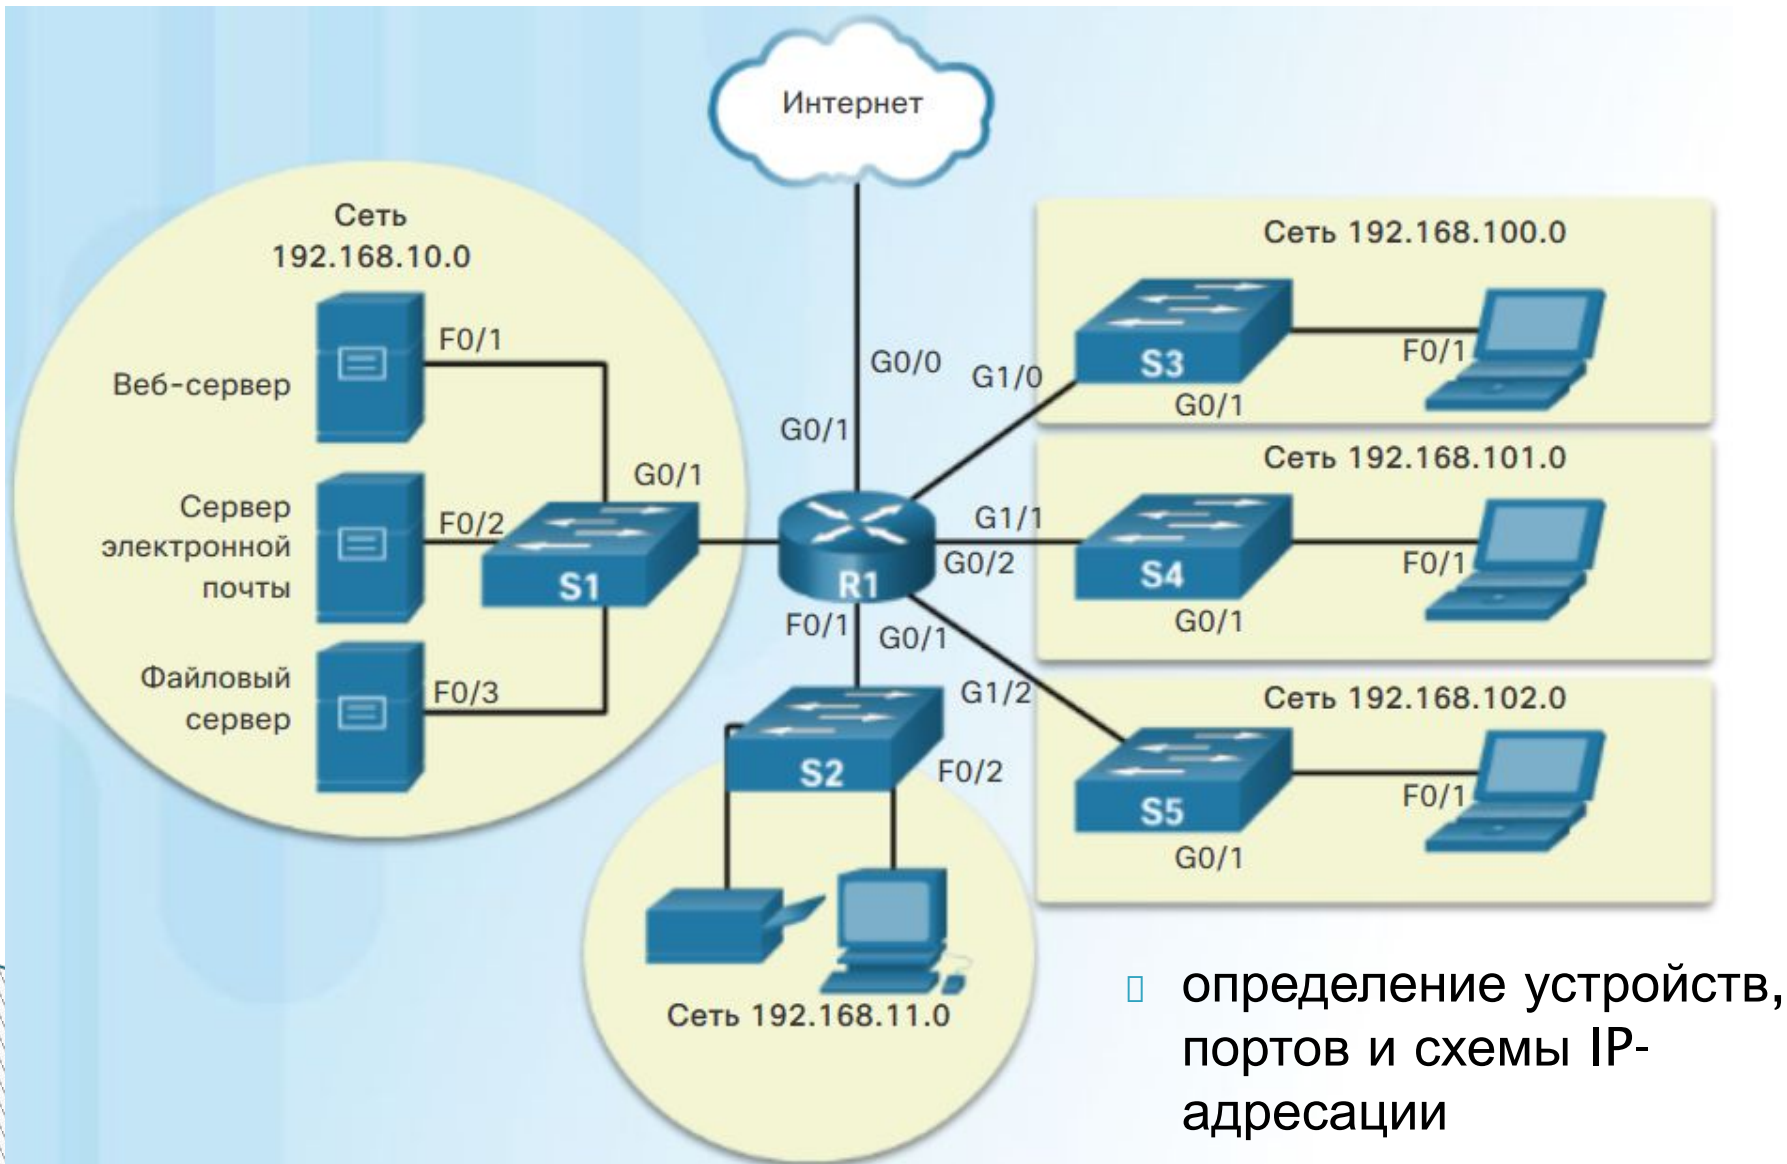 Интернет
Сеть
192.168.10.0
F0/1
Веб-сервер
G0/1
Сервер
электронной
почты
F0/2
S1
Файловый
сервер
F0/3
G0/0
G0/1
G1/0
G1/1
G0/2
R1
F0/1
G0/1
G1/2
S2
F0/2
Сеть 192.168.11.0
Сеть 192.168.100.0
S3
F0/1
G0/1
Сеть 192.168.101.0
S4
F0/1
G0/1
Сеть 192.168.102.0
S5
F0/1
G0/1
определение устройств,
портов и схемы IP-
адресации